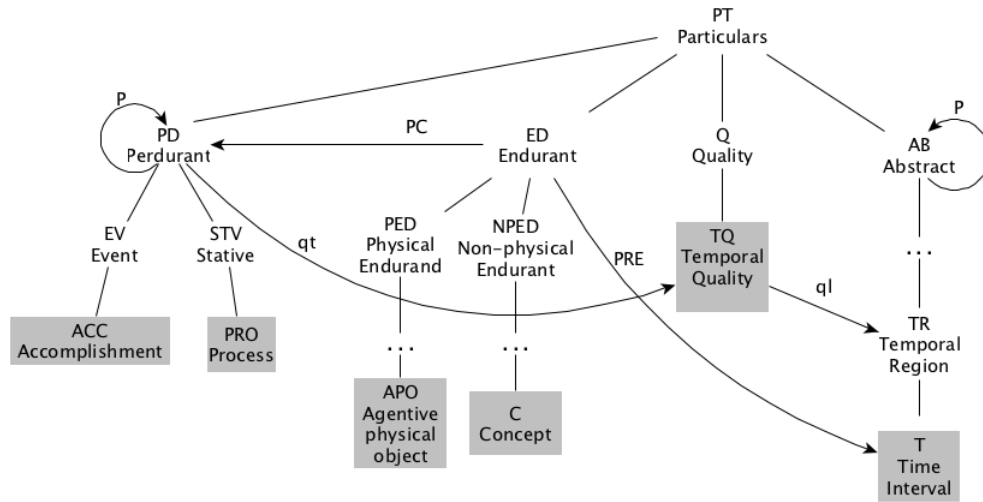 PT
Particulars
P
PD
Perdurant
PC
ED
Endurant
Q
Quality
P
AB
Abstract
EV
Event
STV
Stative
qt
PED
Physical
Endurand
NPED
Non-physical
Endurant
PRE
TQ
Temporal
Quality
...
ql
ACC
Accomplishment
PRO
Process
...
...
TR
Temporal
Region
APO
Agentive
physical
object
C
Concept
T
Time
Interval